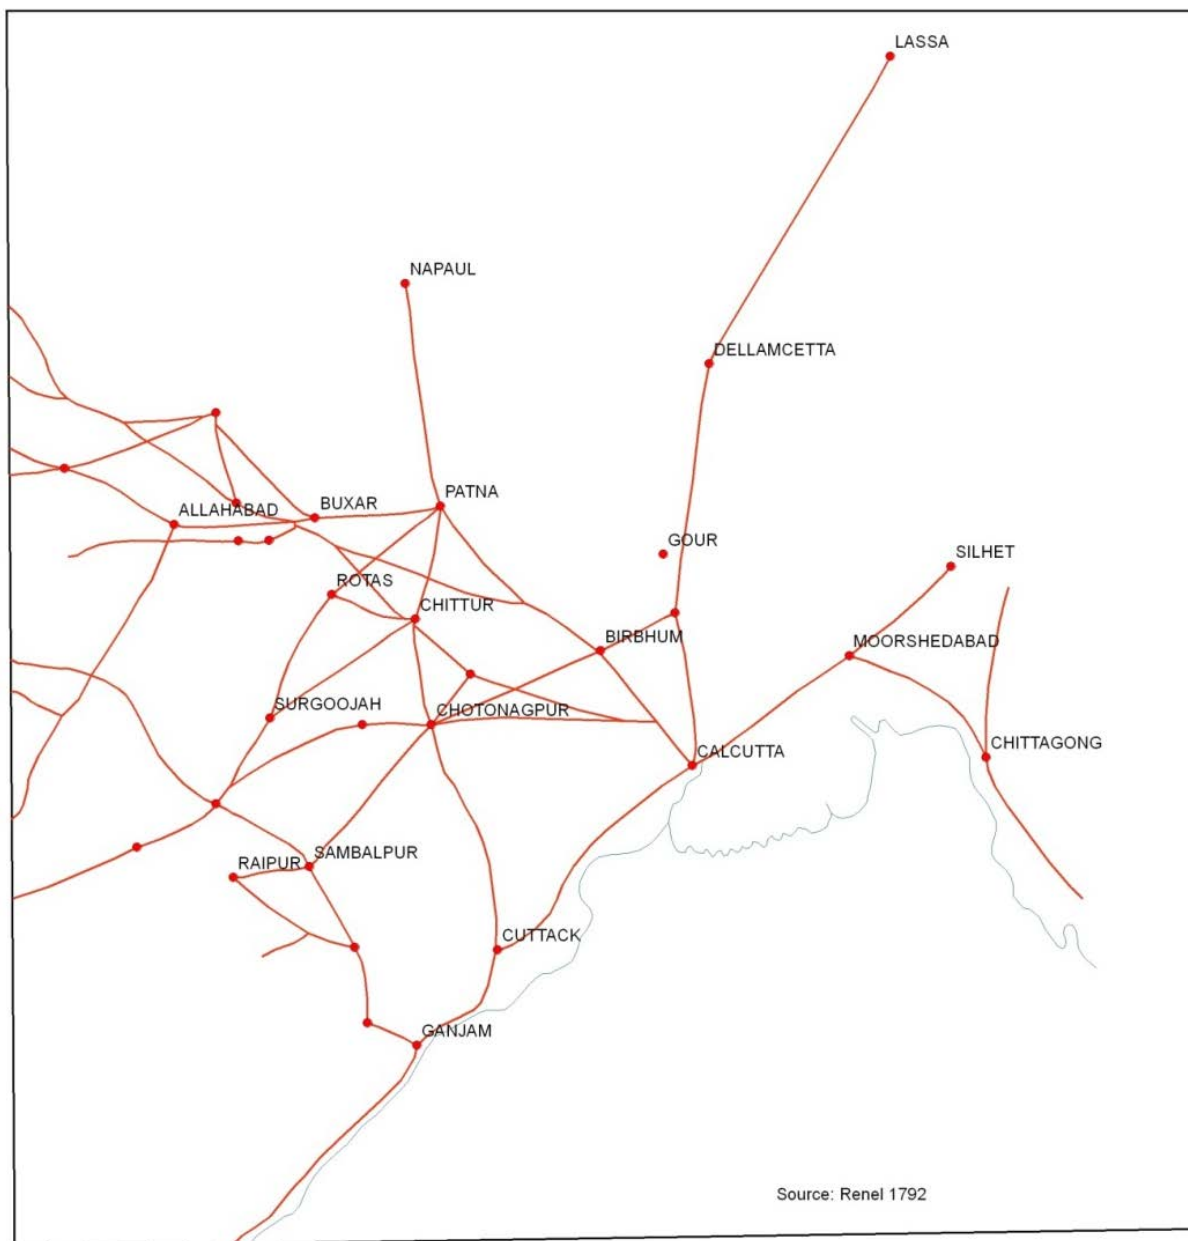 LASSA
NAPAUL
DELLAMCETTA
PATNA
BUXAR
ALLAHABAD
GOUR
SILHET
ROTAS
CHITTUR
BIRBHUM
MOORSHEDABAD
SURGOOJAH
CHOTONAGPUR
CALCUTTA
CHITTAGONG
SAMBALPUR
RAIPUR
CUTTACK
GANJAM
Source: Renel 1792